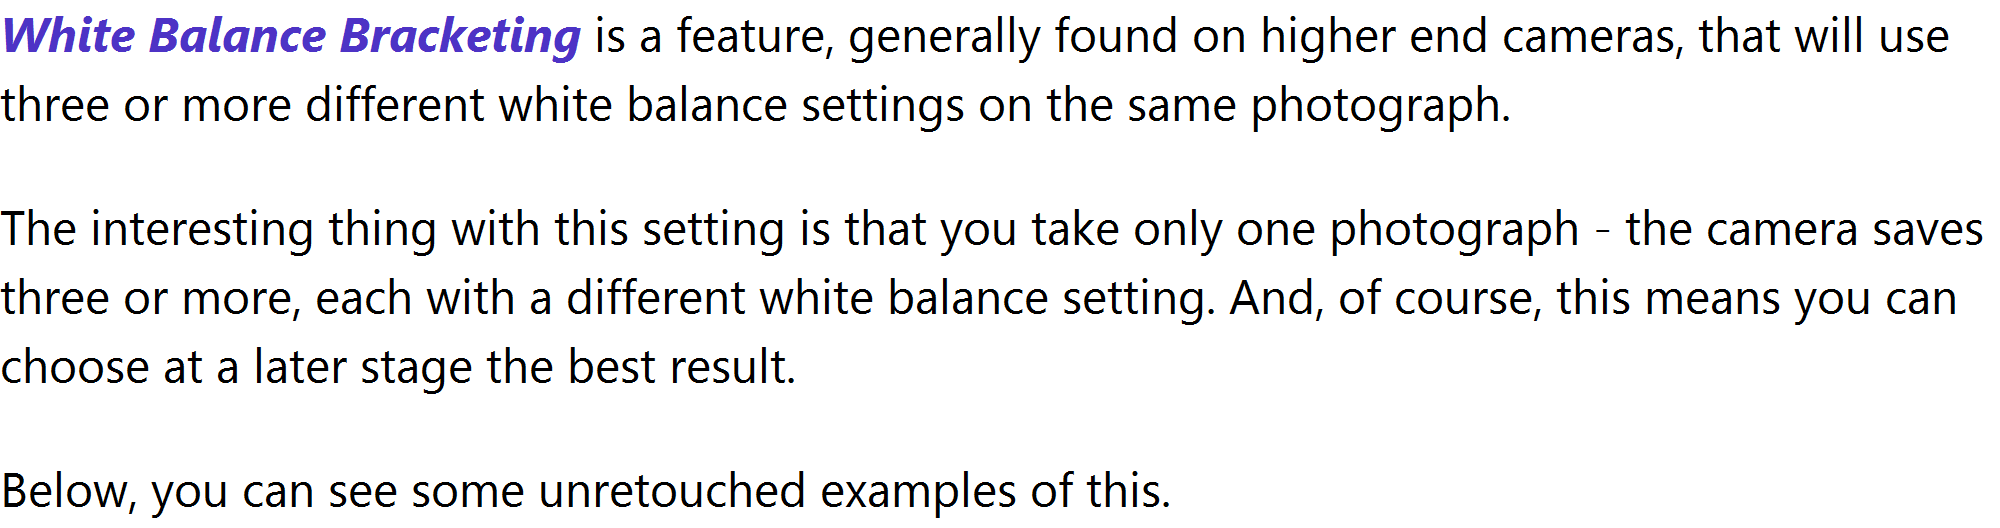 White Balance Bracketing is a feature, generally found on higher end cameras, that will use
three or more different white balance settings on the same photograph.
The interesting thing with this setting is that you take only one photograph - the camera saves
three or more, each with a different white balance setting. And, of course, this means you can
choose at a later stage the best result.
Below, you can see some unretouched examples of this.